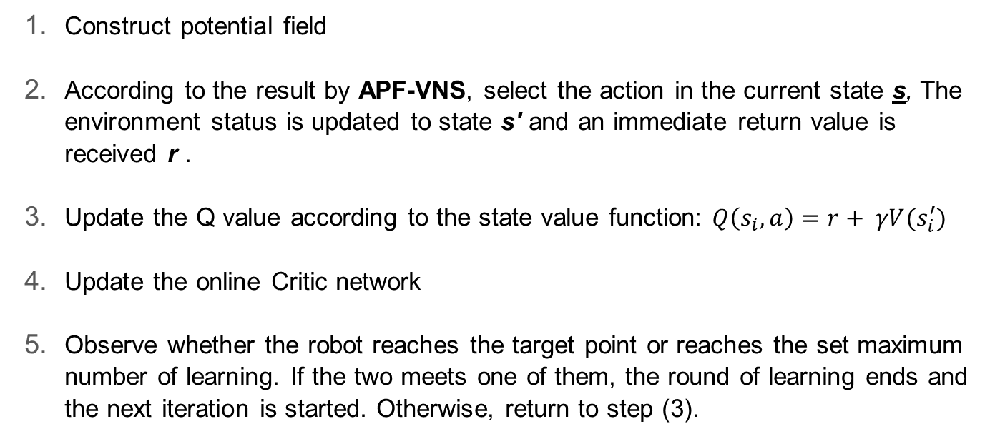 1. Construct potential field
2. According to the result by APF-VNS, select the action in the current state s, The
environment status is updated to state s' and an immediate return value is
received r .
3. Update the Q value according to the state value function: Q(sᵢ, a) = r + γV(sᵢ′)
4. Update the online Critic network
5. Observe whether the robot reaches the target point or reaches the set maximum
number of learning. If the two meets one of them, the round of learning ends and
the next iteration is started. Otherwise, return to step (3).